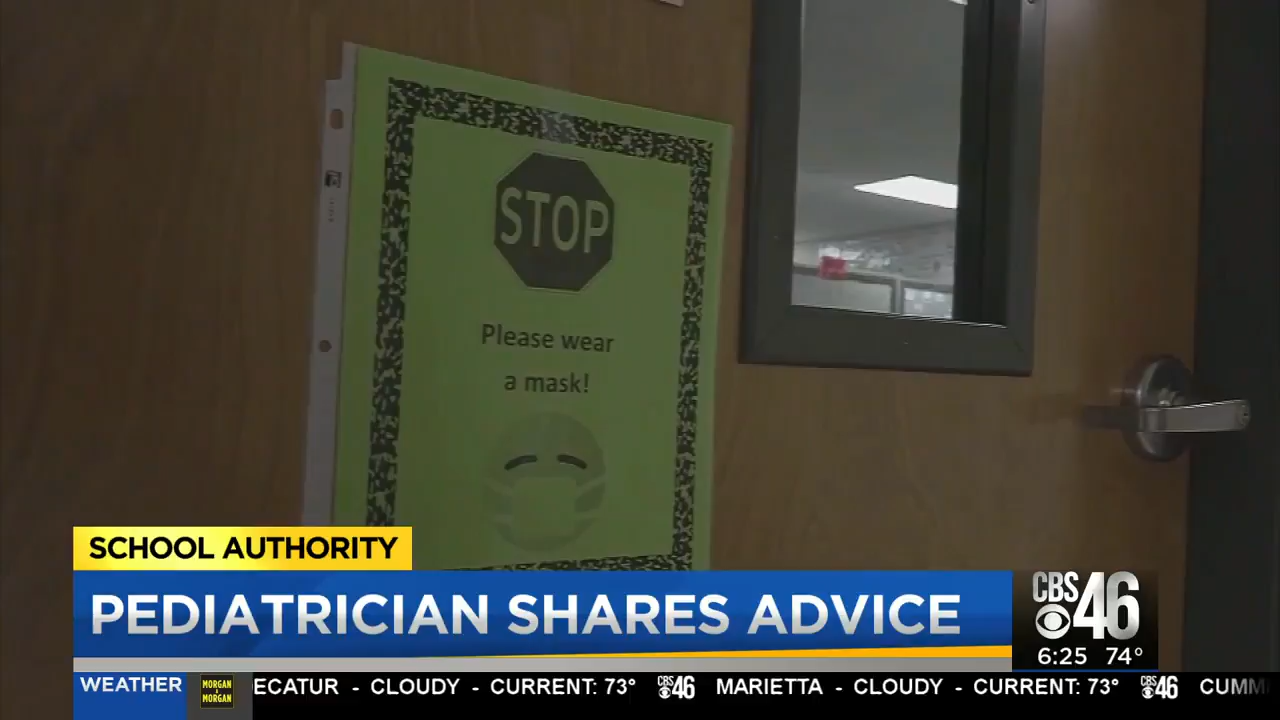 STOP
Please wear
a mask!
SCHOOL AUTHORITY
PEDIATRICIAN SHARES ADVICE
CBS 46
6:25 74°
WEATHER MORGAN & MORGAN ECATUR - CLOUDY - CURRENT: 73° CBS 46 MARIETTA - CLOUDY - CURRENT: 73° CBS 46 CUMM